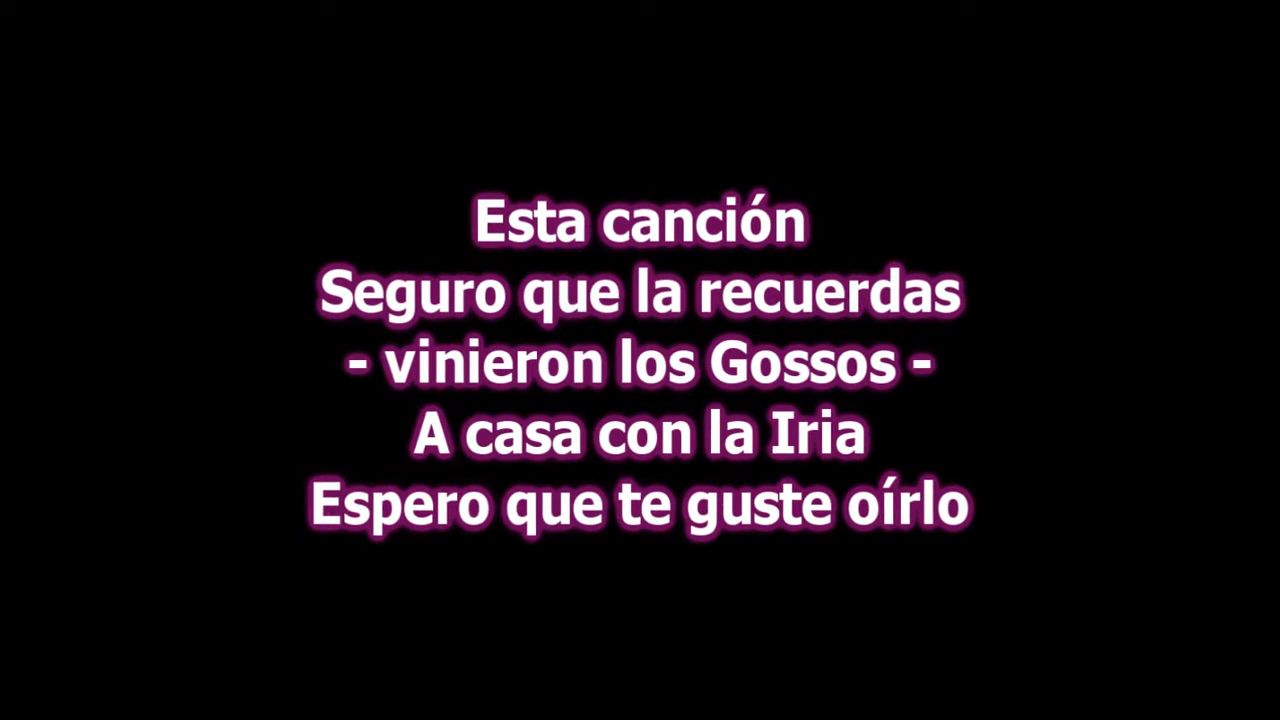 Esta canción
Seguro que la recuerdas
- vinieron los Gossos -
A casa con la Iria
Espero que te guste oírlo